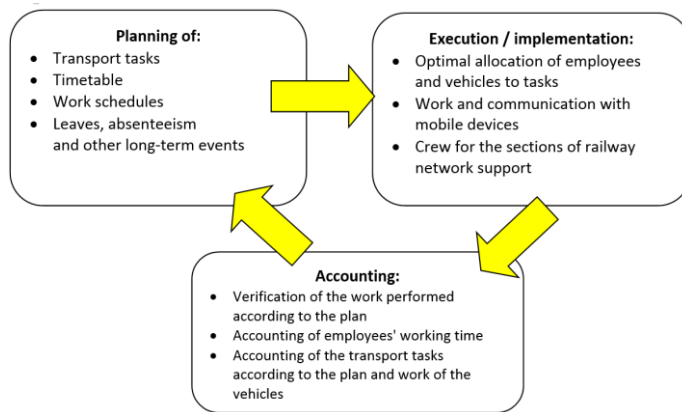 Planning of:
• Transport tasks
• Timetable
• Work schedules
• Leaves, absenteeism
and other long-term events
Execution / implementation:
• Optimal allocation of employees
and vehicles to tasks
• Work and communication with
mobile devices
• Crew for the sections of railway
network support
Accounting:
• Verification of the work performed
according to the plan
• Accounting of employees' working time
• Accounting of the transport tasks
according to the plan and work of the
vehicles